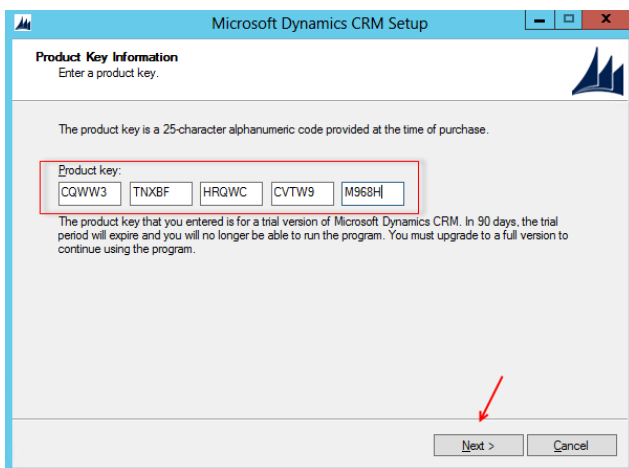 Microsoft Dynamics CRM Setup
Product Key Information
Enter a product key.
The product key is a 25-character alphanumeric code provided at the time of purchase.
Product key:
CQWW3 TNXBF HRQWC CVTW9 M968H
The product key that you entered is for a trial version of Microsoft Dynamics CRM. In 90 days, the trial
period will expire and you will no longer be able to run the program. You must upgrade to a full version to
continue using the program.
Next > Cancel